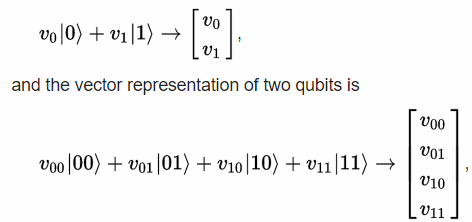 v₀|0⟩ + v₁|1⟩ → [v₀ v₁],
and the vector representation of two qubits is
v₀₀|00⟩ + v₀₁|01⟩ + v₁₀|10⟩ + v₁₁|11⟩ → [v₀₀ v₀₁ v₁₀ v₁₁],